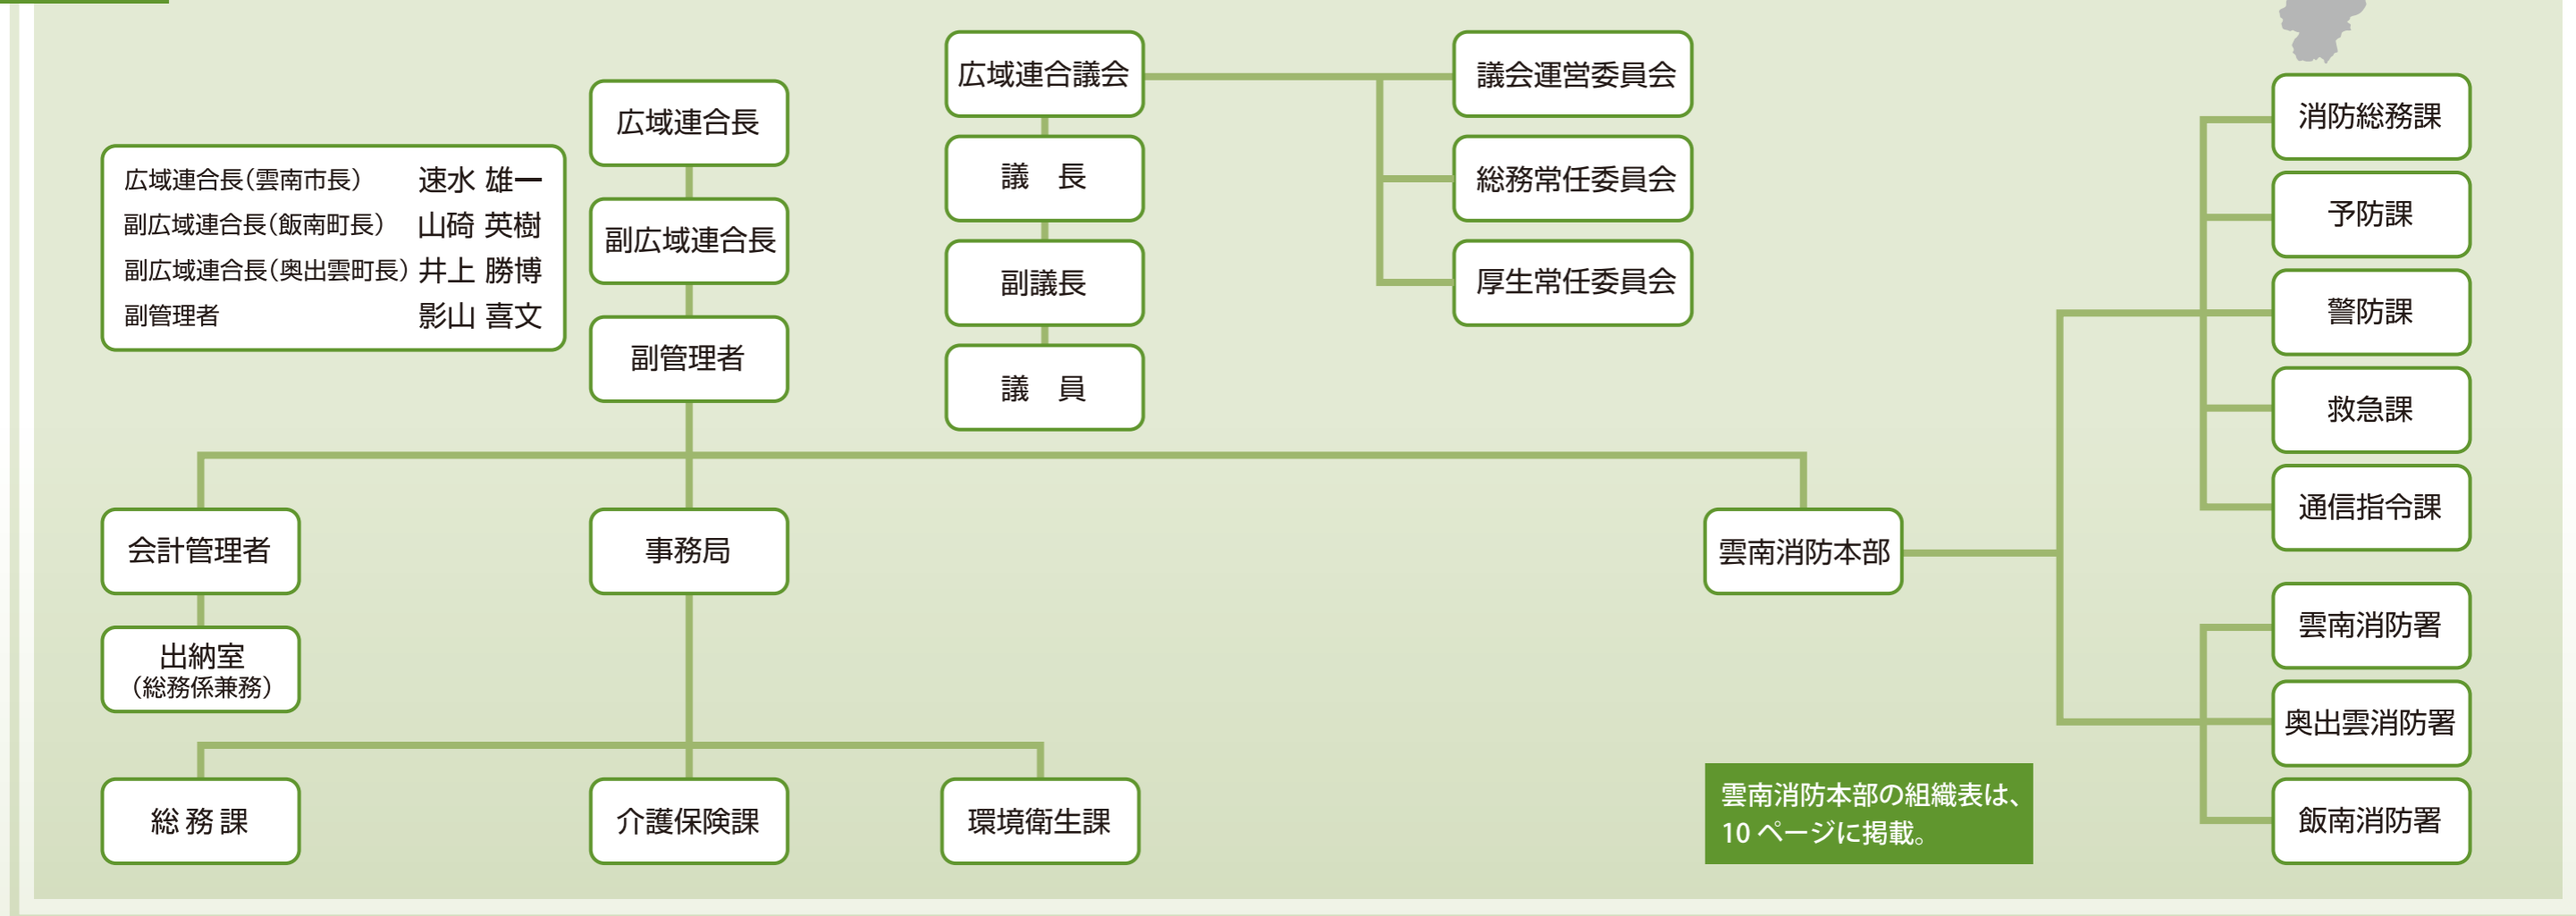 広域連合長(雲南市長) 速水 雄一
副広域連合長(飯南町長) 山碕 英樹
副広域連合長(奥出雲町長) 井上 勝博
副管理者 影山 喜文
広域連合長
副広域連合長
副管理者
広域連合議会
議　長
副議長
議　員
議会運営委員会
総務常任委員会
厚生常任委員会
会計管理者
出納室
(総務係兼務)
事務局
総 務 課
介護保険課
環境衛生課
雲南消防本部
消防総務課
予防課
警防課
救急課
通信指令課
雲南消防署
奥出雲消防署
飯南消防署
雲南消防本部の組織表は、
10 ページに掲載。